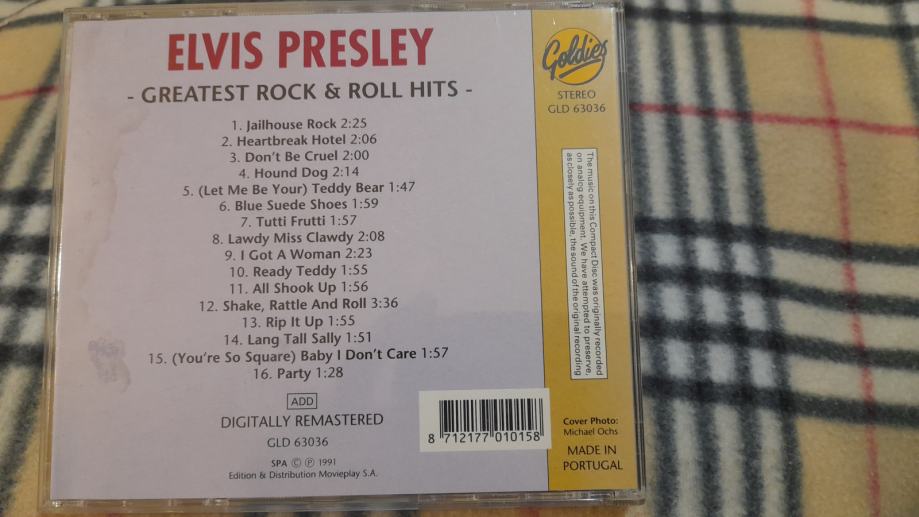 ELVIS PRESLEY
- GREATEST ROCK & ROLL HITS -
1. Jailhouse Rock 2:25
2. Heartbreak Hotel 2:06
3. Don't Be Cruel 2:00
4. Hound Dog 2:14
5. (Let Me Be Your) Teddy Bear 1:47
6. Blue Suede Shoes 1:59
7. Tutti Frutti 1:57
8. Lawdy Miss Clawdy 2:08
9. I Got A Woman 2:23
10. Ready Teddy 1:55
11. All Shook Up 1:56
12. Shake, Rattle And Roll 3:36
13. Rip It Up 1:55
14. Lang Tall Sally 1:51
15. (You're So Square) Baby I Don't Care 1:57
16. Party 1:28
ADD
DIGITALLY REMASTERED
GLD 63036
SPA © ℗ 1991
Edition & Distribution Movieplay S.A.
8 712177 010158
Goldies
STEREO
GLD 63036
The music on this Compact Disc was originally recorded
on analog equipment. We have attempted to preserve,
as closely as possible, the sound of the original recording
Cover Photo:
Michael Ochs
MADE IN
PORTUGAL